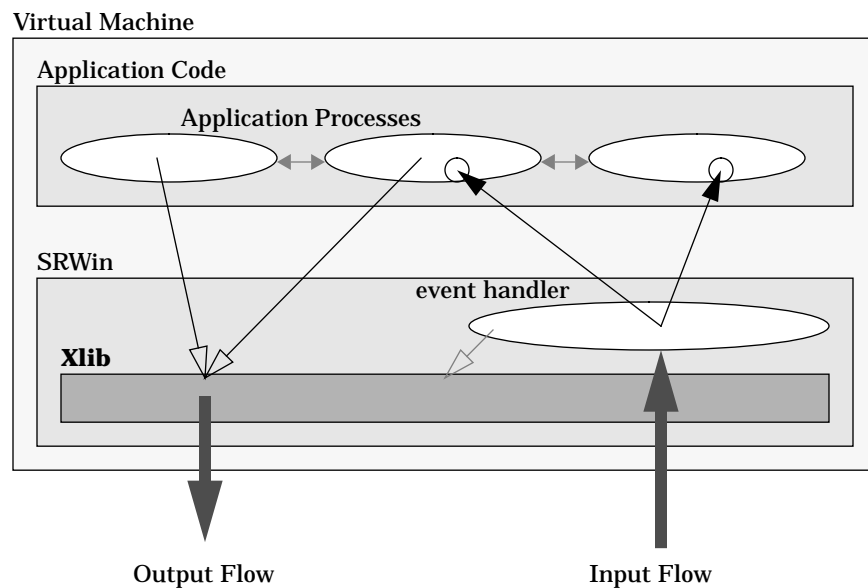 Virtual Machine
Application Code
Application Processes
SRWin
event handler
Xlib
Output Flow
Input Flow